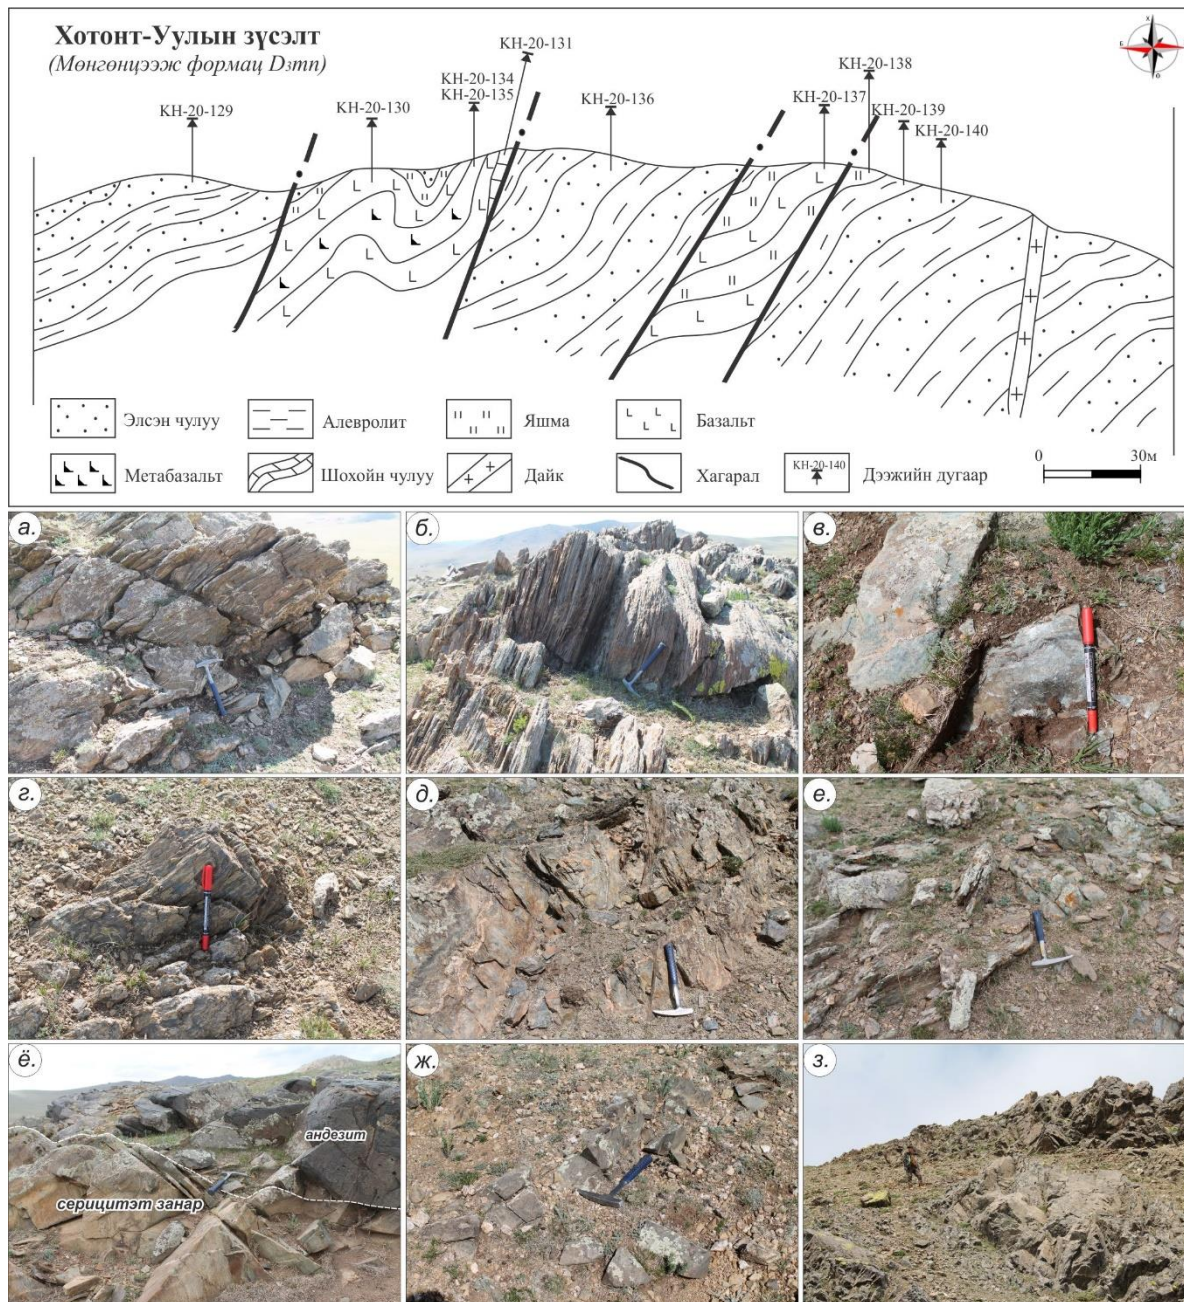 Хотонт-Уулын зүсэлт
(Мөнгөнцээж формац D₃mn)
KH-20-129
KH-20-130
KH-20-134
KH-20-135
KH-20-131
KH-20-136
KH-20-137
KH-20-138
KH-20-139
KH-20-140
Элсэн чулуу
Алевролит
Яшма
Базальт
Метабазальт
Шохойн чулуу
Дайк
Хагарал
KH-20-140
Дээжийн дугаар
0 30м
а.
б.
в.
г.
д.
е.
ё.
андезит
серицитэт занар
ж.
з.